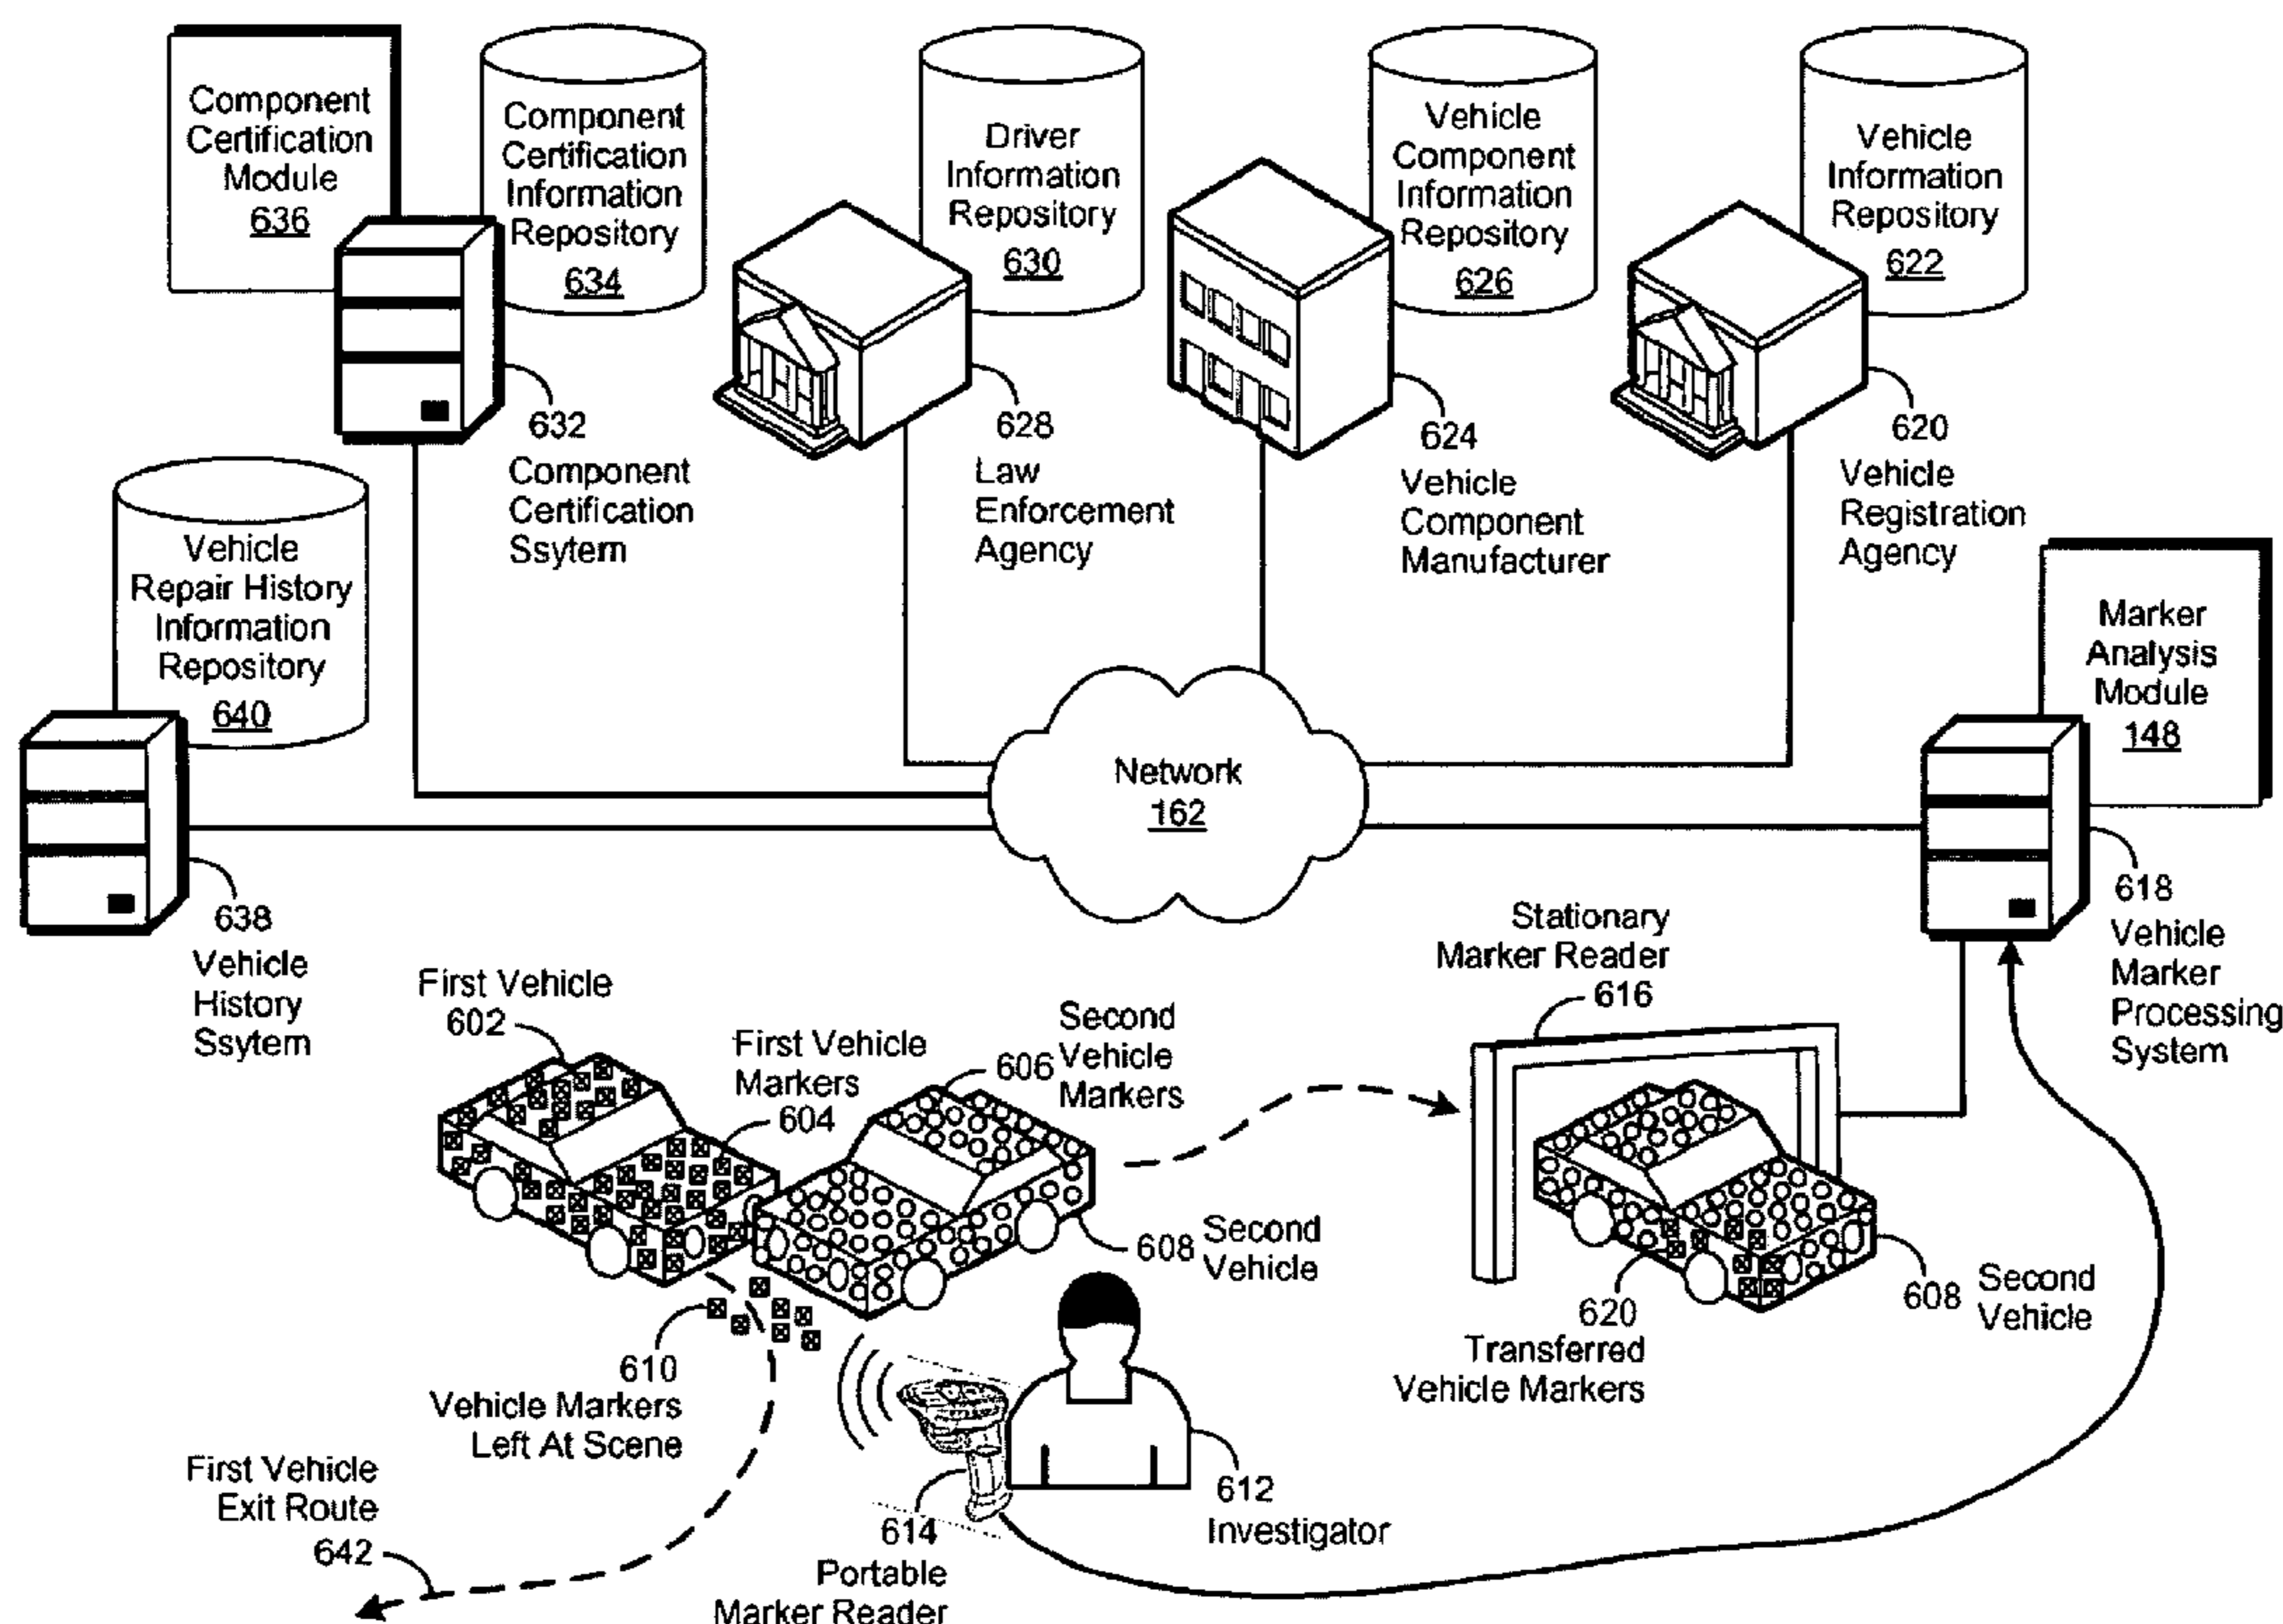 Component
Certification
Module
636
Component
Certification
Information
Repository
634
Driver
Information
Repository
630
Vehicle
Component
Information
Repository
626
Vehicle
Information
Repository
622
632
Component
Certification
Ssytem
628
Law
Enforcement
Agency
624
Vehicle
Component
Manufacturer
620
Vehicle
Registration
Agency
Vehicle
Repair History
Information
Repository
640
Marker
Analysis
Module
148
Network
162
638
Vehicle
History
Ssytem
618
Vehicle
Marker
Processing
System
Stationary
Marker Reader
616
First Vehicle
602
First Vehicle
Markers
604
606
Second
Vehicle
Markers
608
Second
Vehicle
620
Transferred
Vehicle Markers
608
Second
Vehicle
610
Vehicle Markers
Left At Scene
612
Investigator
614
Portable
Marker Reader
First Vehicle
Exit Route
642